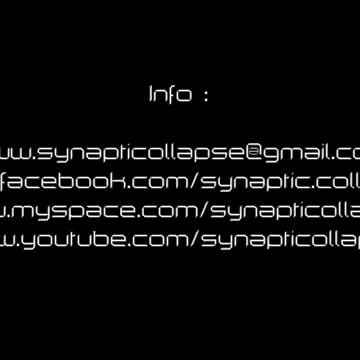 Info :
ww.synapticollapse@gmail.co
facebook.com/synaptic.coll
w.myspace.com/synapticolla
w.youtube.com/synapticollap